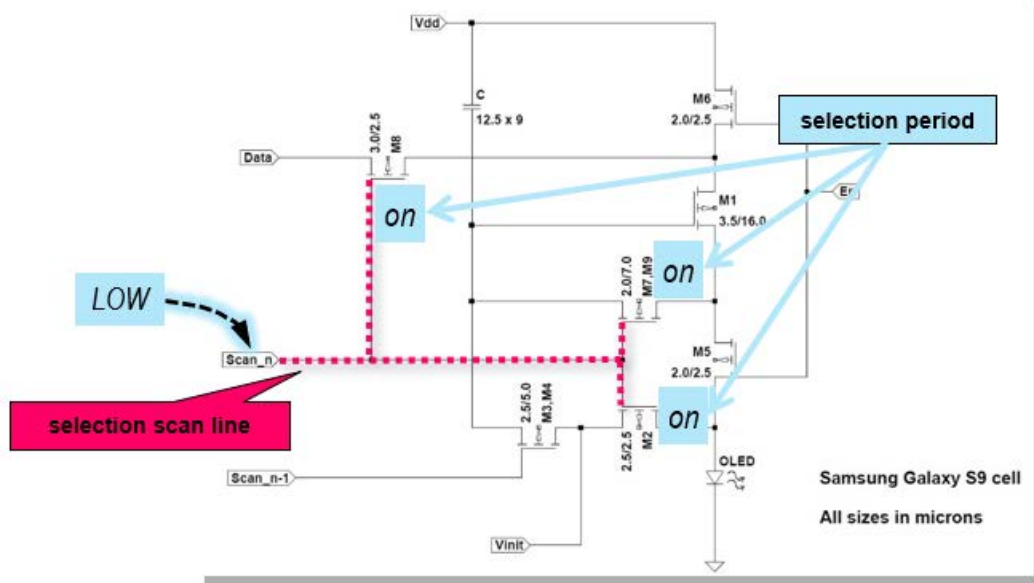 Vdd
C
12.5 x 9
M6
2.0/2.5
selection period
3.0/2.5
M8
Data
on
M1
3.5/16.0
En
LOW
2.0/7.0
M7,M9
on
Scan_n
M5
2.0/2.5
selection scan line
2.5/5.0
M3,M4
2.5/2.5
M2
on
OLED
Scan_n-1
Samsung Galaxy S9 cell
All sizes in microns
Vinit